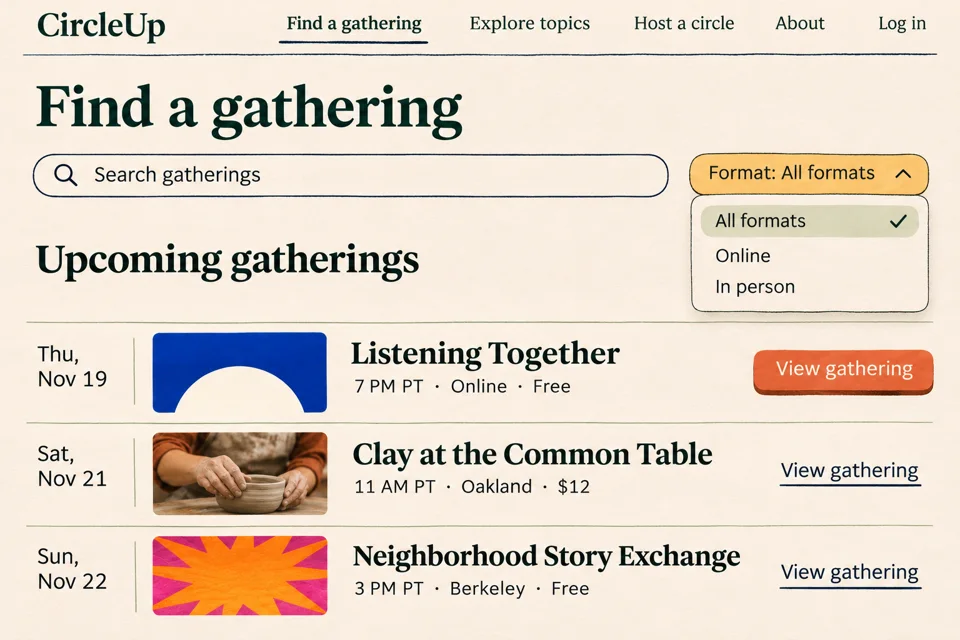 CircleUp
Find a gathering
Explore topics
Host a circle
About
Log in
Find a gathering
Search gatherings
Format: All formats
All formats
Online
In person
Upcoming gatherings
Thu,
Nov 19
Listening Together
7 PM PT · Online · Free
View gathering
Sat,
Nov 21
Clay at the Common Table
11 AM PT · Oakland · $12
View gathering
Sun,
Nov 22
Neighborhood Story Exchange
3 PM PT · Berkeley · Free
View gathering